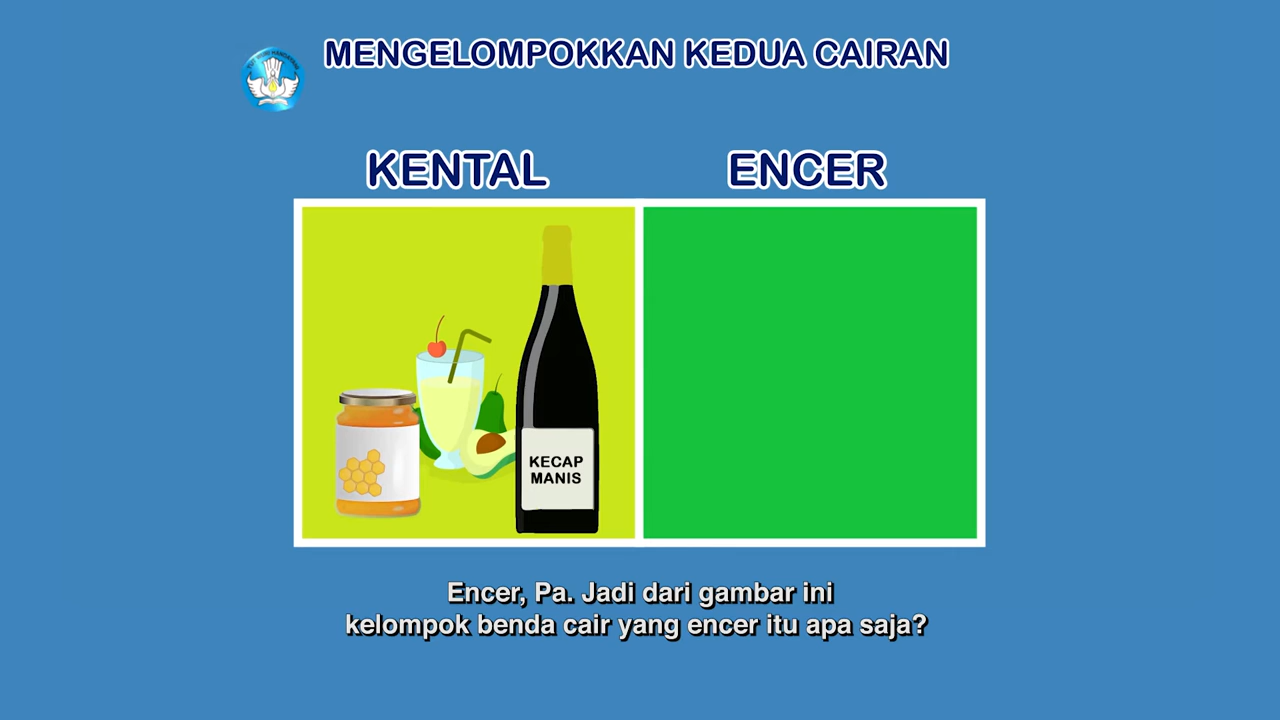 MENGELOMPOKKAN KEDUA CAIRAN
KENTAL
ENCER
KECAP
MANIS
Encer, Pa. Jadi dari gambar ini
kelompok benda cair yang encer itu apa saja?